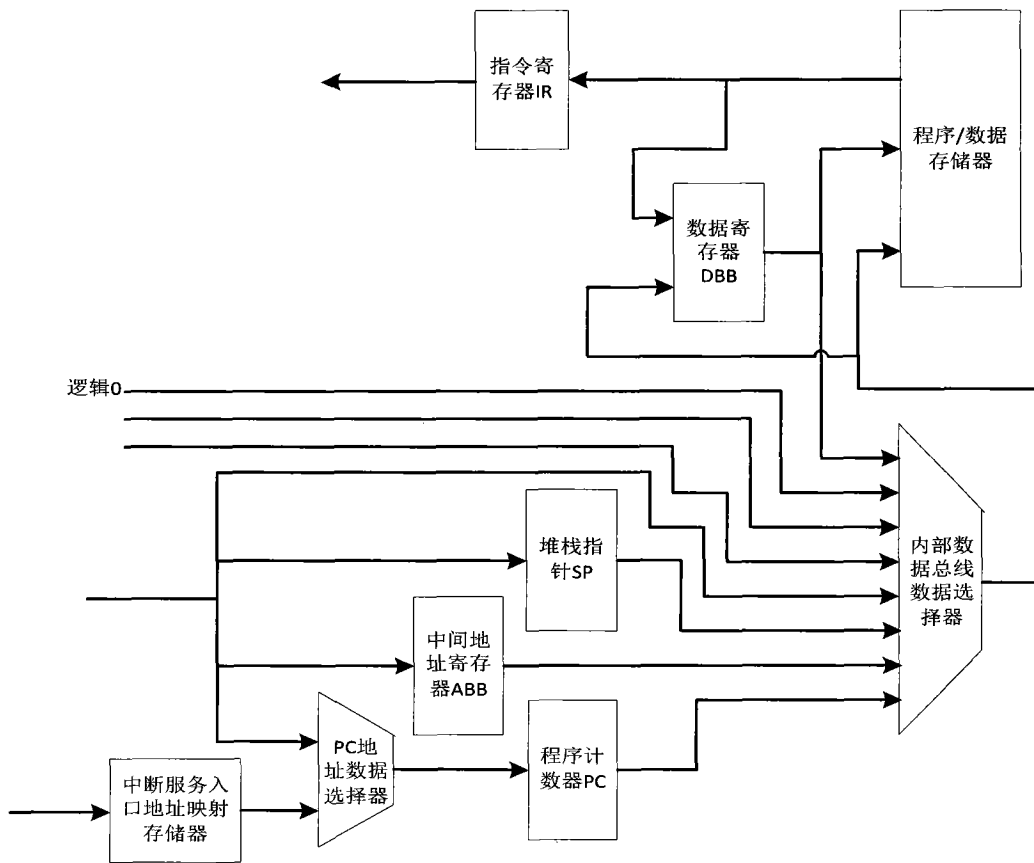 指令寄
存器IR
程序/数据
存储器
数据寄
存器
DBB
逻辑0
堆栈指
针SP
内部数
据总线
数据选
择器
中间地
址寄存
器ABB
PC地
址数据
选择器
程序计
数器PC
中断服务入
口地址映射
存储器